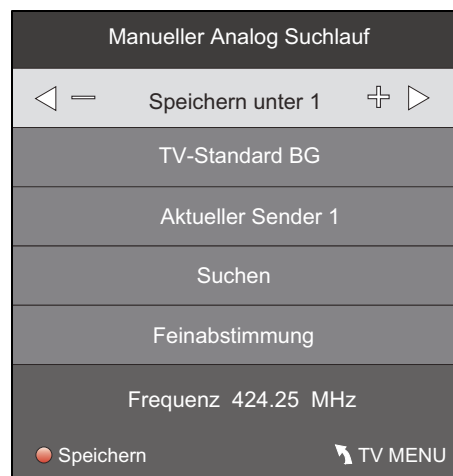 Manueller Analog Suchlauf
Speichern unter 1
TV-Standard BG
Aktueller Sender 1
Suchen
Feinabstimmung
Frequenz 424.25 MHz
Speichern TV MENU